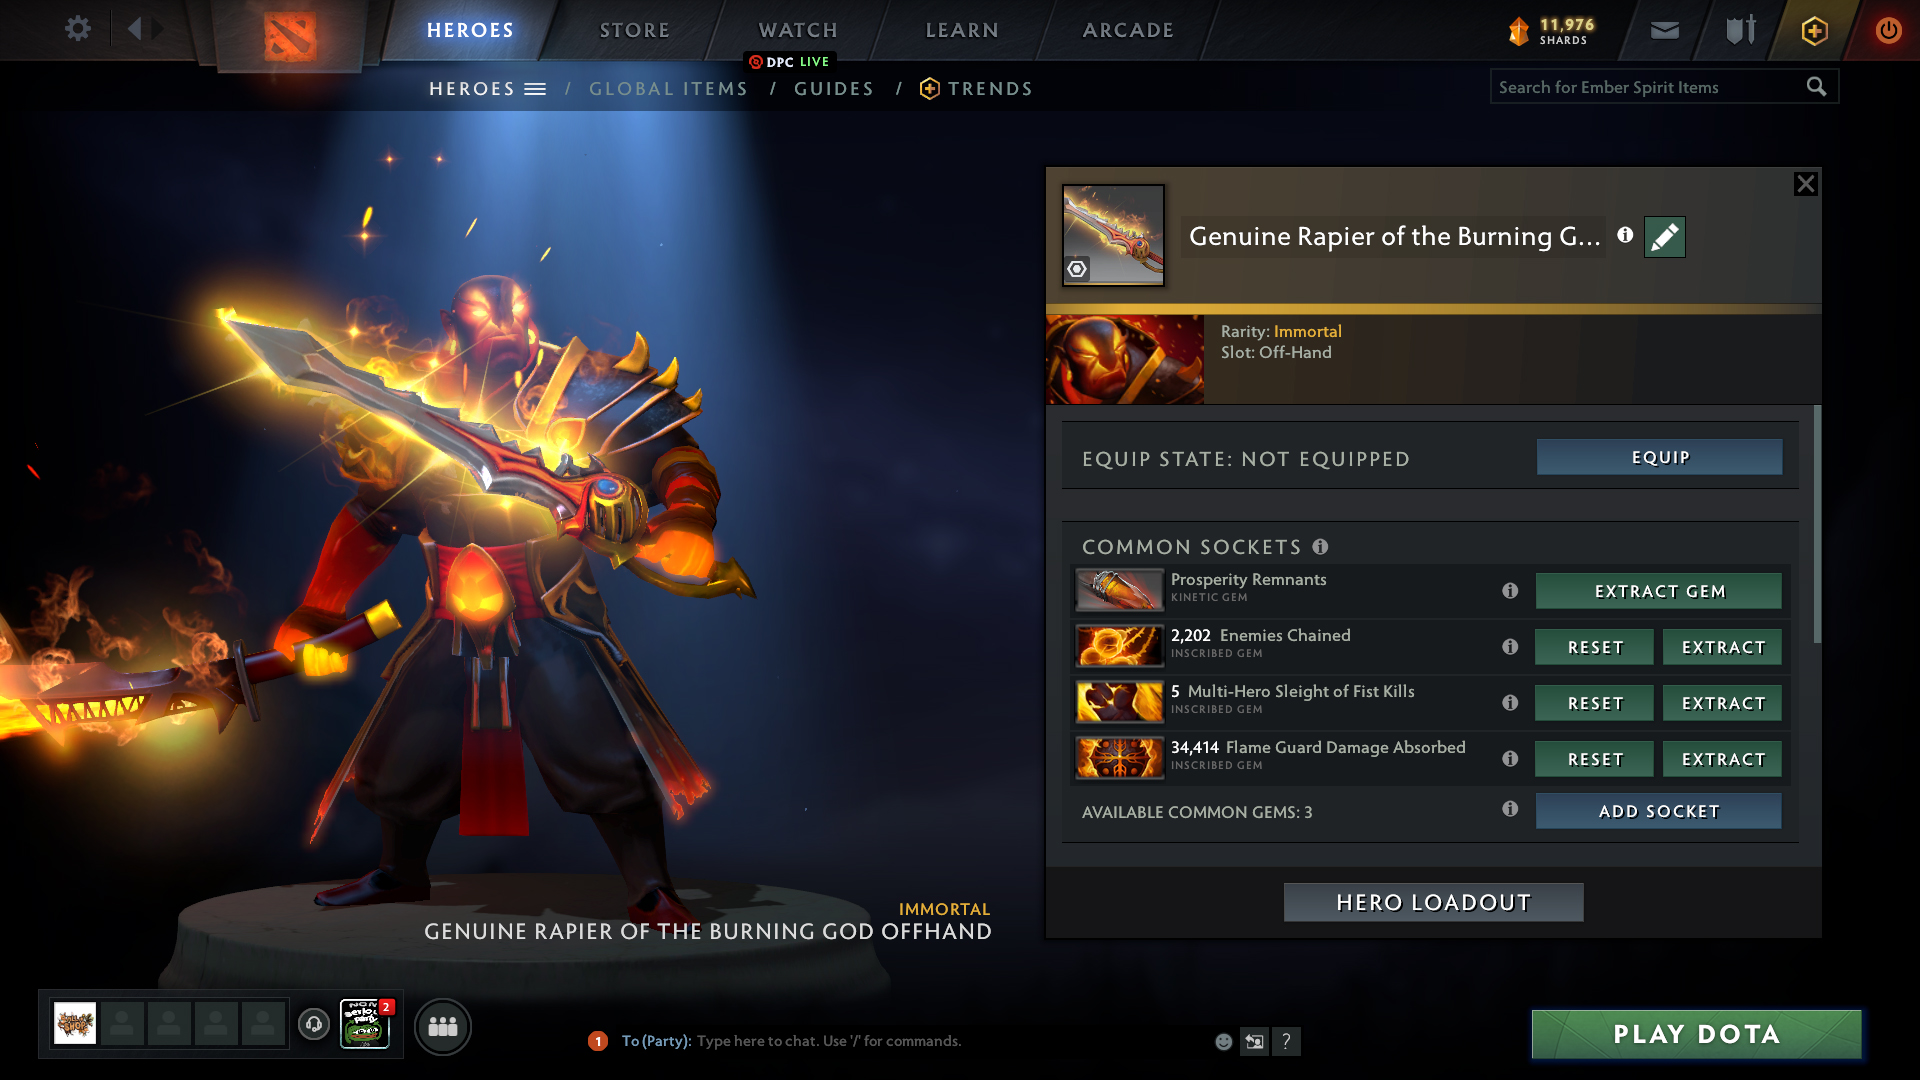 HEROES
STORE
WATCH
LEARN
ARCADE
11,976
SHARDS
DPC LIVE
HEROES / GLOBAL ITEMS / GUIDES / TRENDS
Search for Ember Spirit Items
Genuine Rapier of the Burning G...
Rarity: Immortal
Slot: Off-Hand
EQUIP STATE: NOT EQUIPPED
EQUIP
COMMON SOCKETS
Prosperity Remnants
KINETIC GEM
EXTRACT GEM
2,202 Enemies Chained
INSCRIBED GEM
RESET
EXTRACT
5 Multi-Hero Sleight of Fist Kills
INSCRIBED GEM
RESET
EXTRACT
34,414 Flame Guard Damage Absorbed
INSCRIBED GEM
RESET
EXTRACT
AVAILABLE COMMON GEMS: 3
ADD SOCKET
HERO LOADOUT
IMMORTAL
GENUINE RAPIER OF THE BURNING GOD OFFHAND
2
1
To (Party): Type here to chat. Use '/' for commands.
?
PLAY DOTA